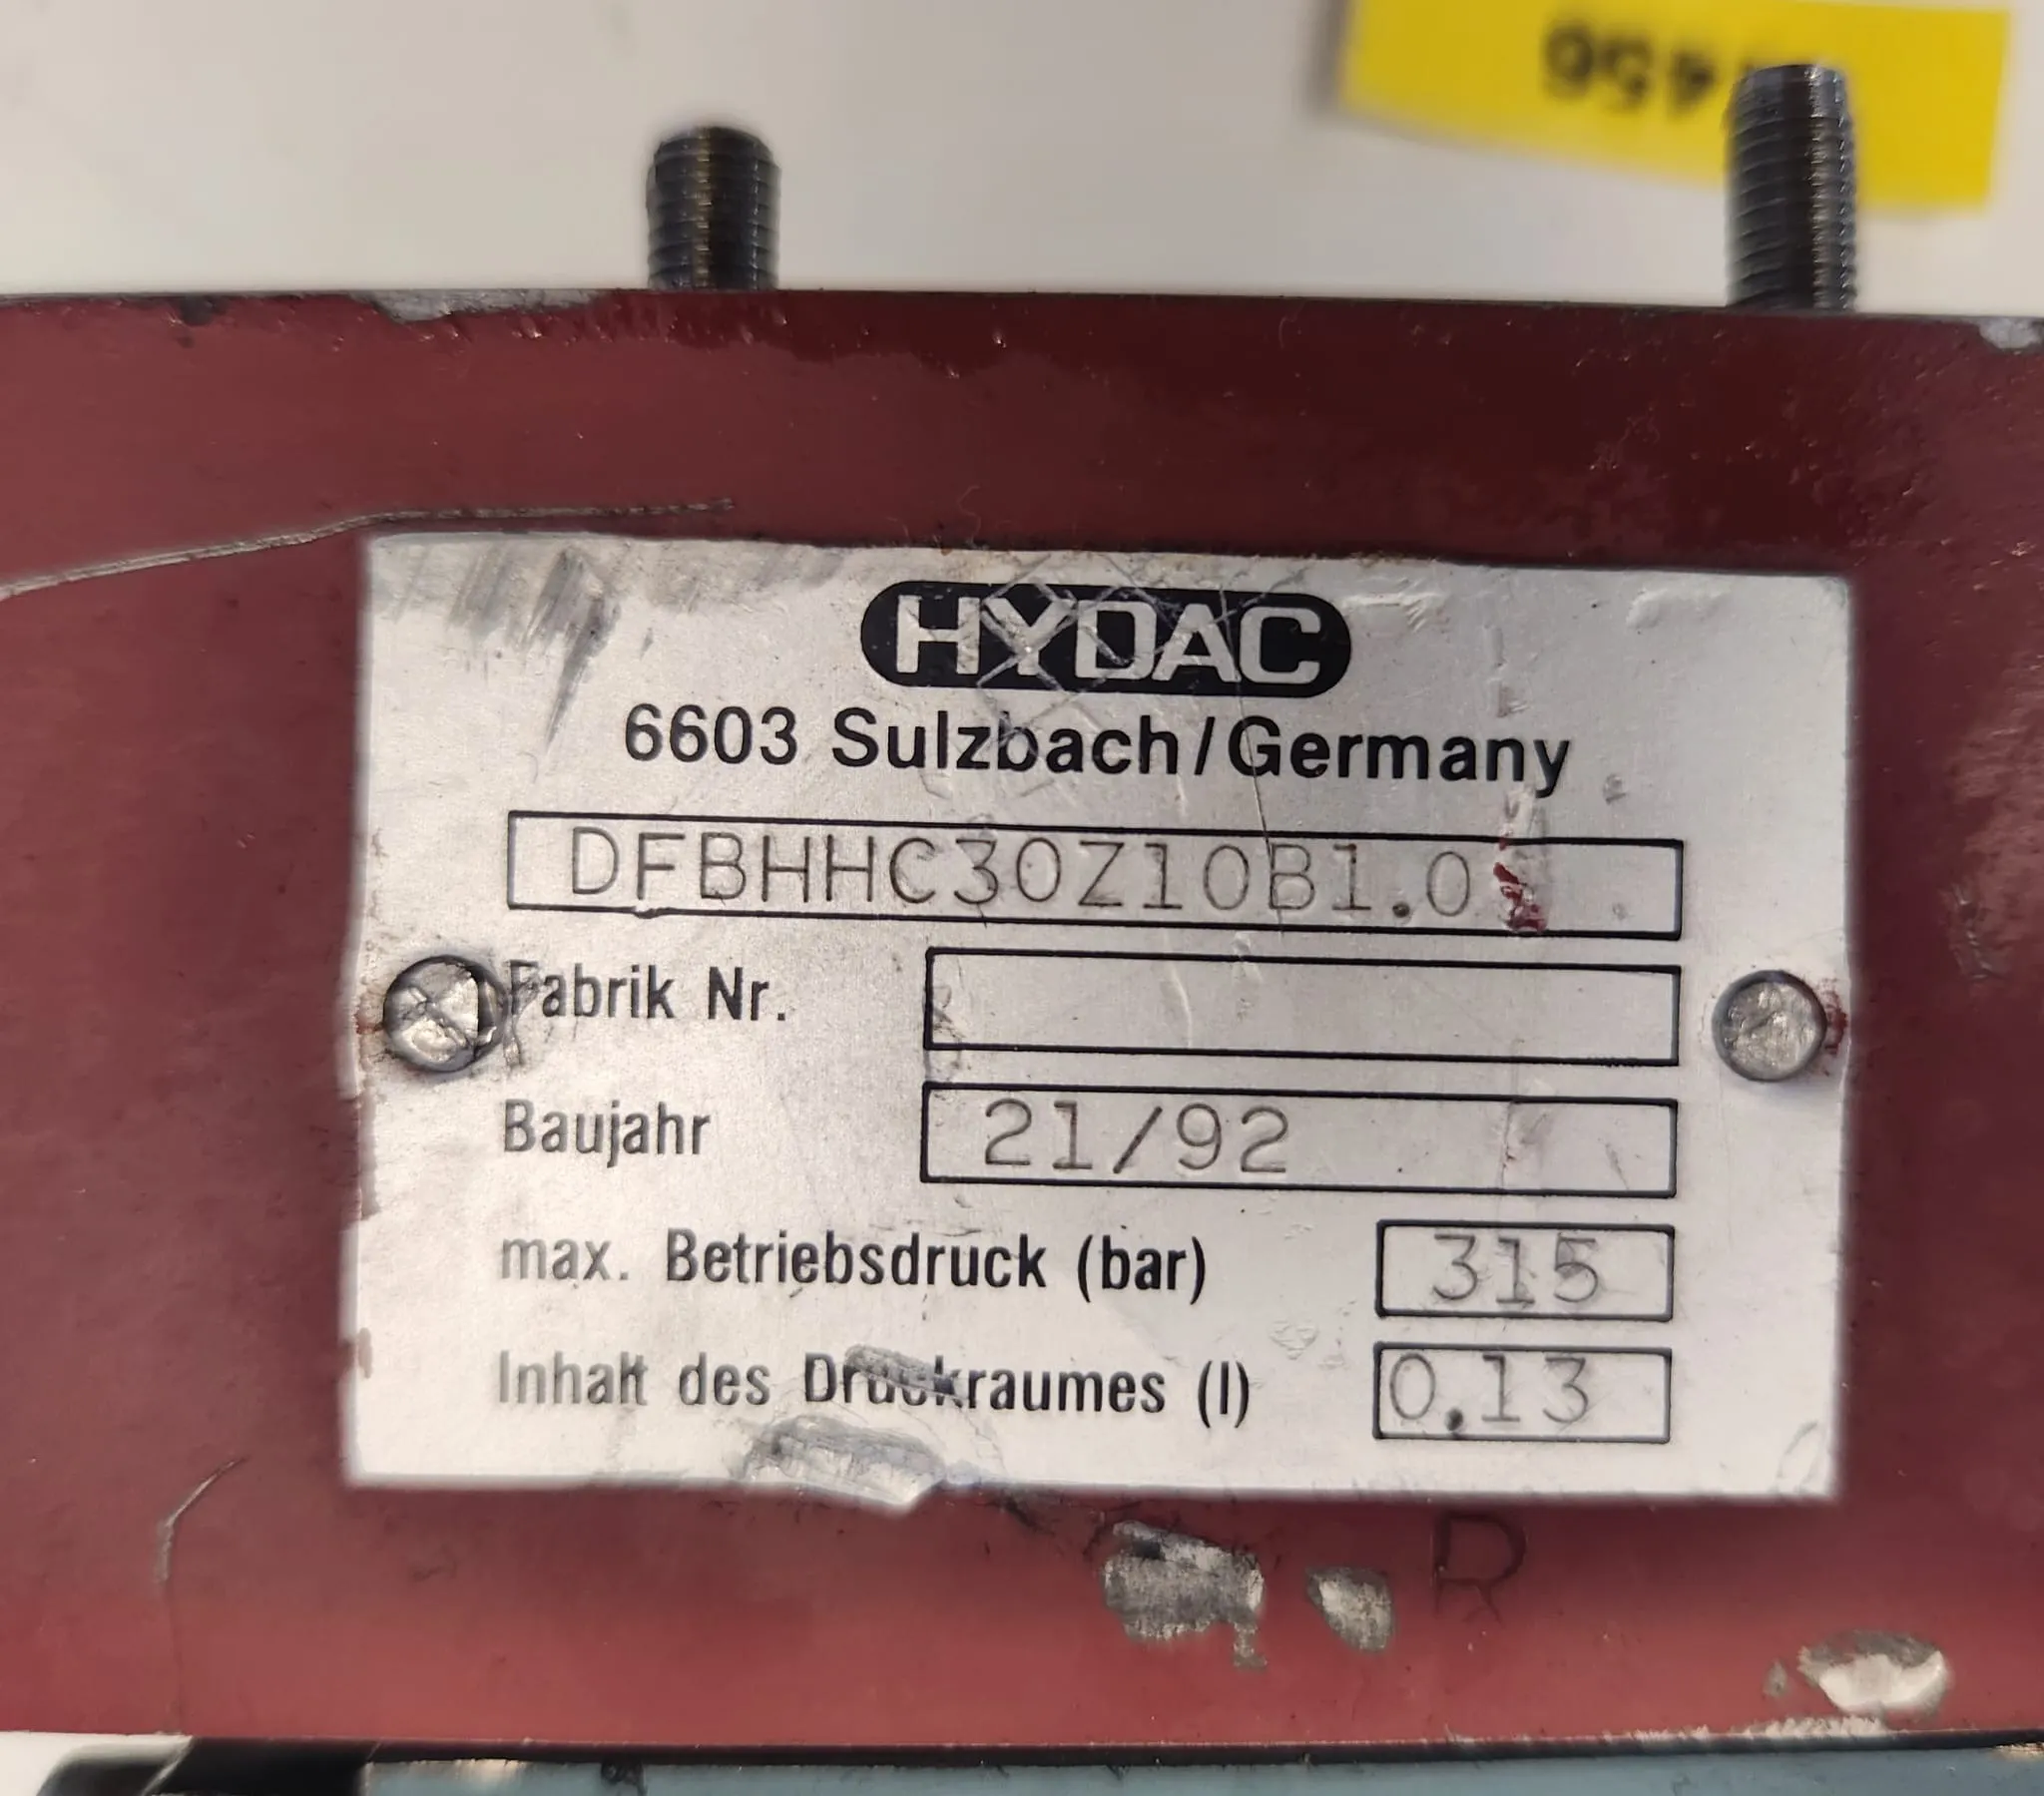 456
HYDAC
6603 Sulzbach/Germany
DFBHHC30Z10B1.0
Fabrik Nr.
Baujahr 21/92
max. Betriebsdruck (bar) 315
Inhalt des Druckraumes (l) 0.13
R